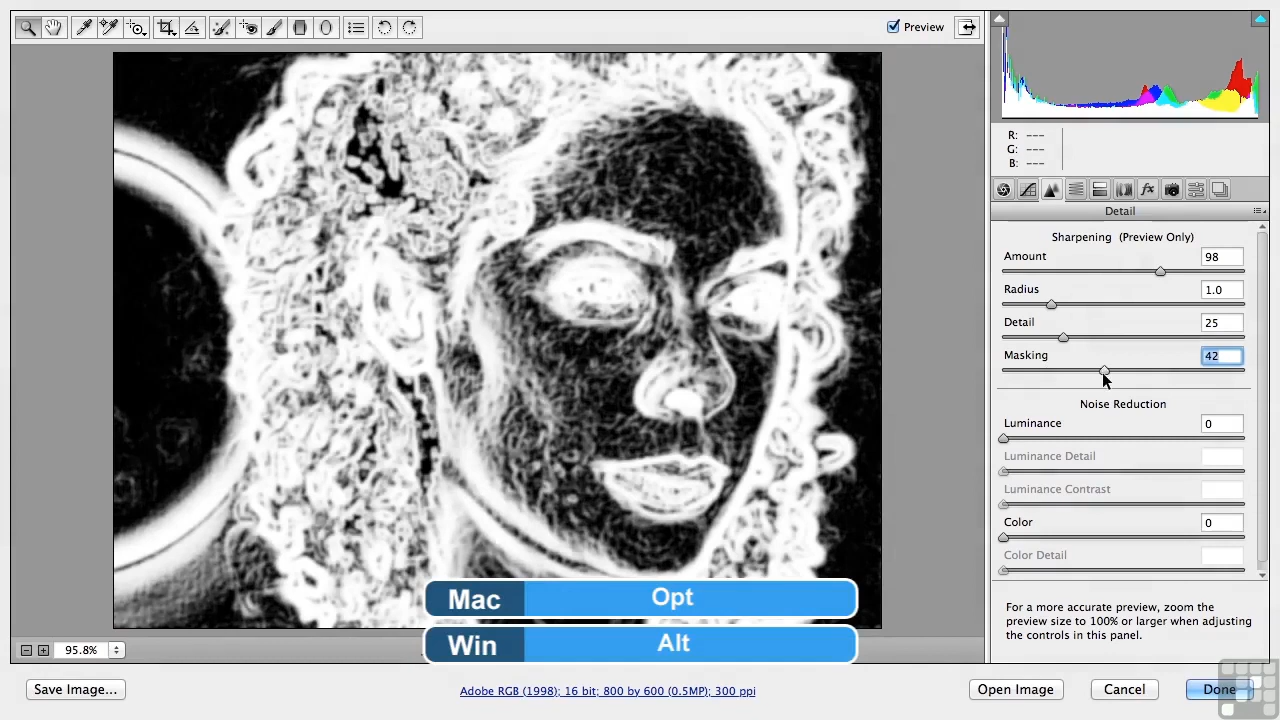 Preview
R: ---
G: ---
B: ---
Detail
Sharpening (Preview Only)
Amount 98
Radius 1.0
Detail 25
Masking 42
Noise Reduction
Luminance 0
Luminance Detail
Luminance Contrast
Color 0
Color Detail
For a more accurate preview, zoom the
preview size to 100% or larger when adjusting
the controls in this panel.
Mac Opt
Win Alt
95.8%
Save Image...
Adobe RGB (1998); 16 bit; 800 by 600 (0.5MP); 300 ppi
Open Image
Cancel
Done